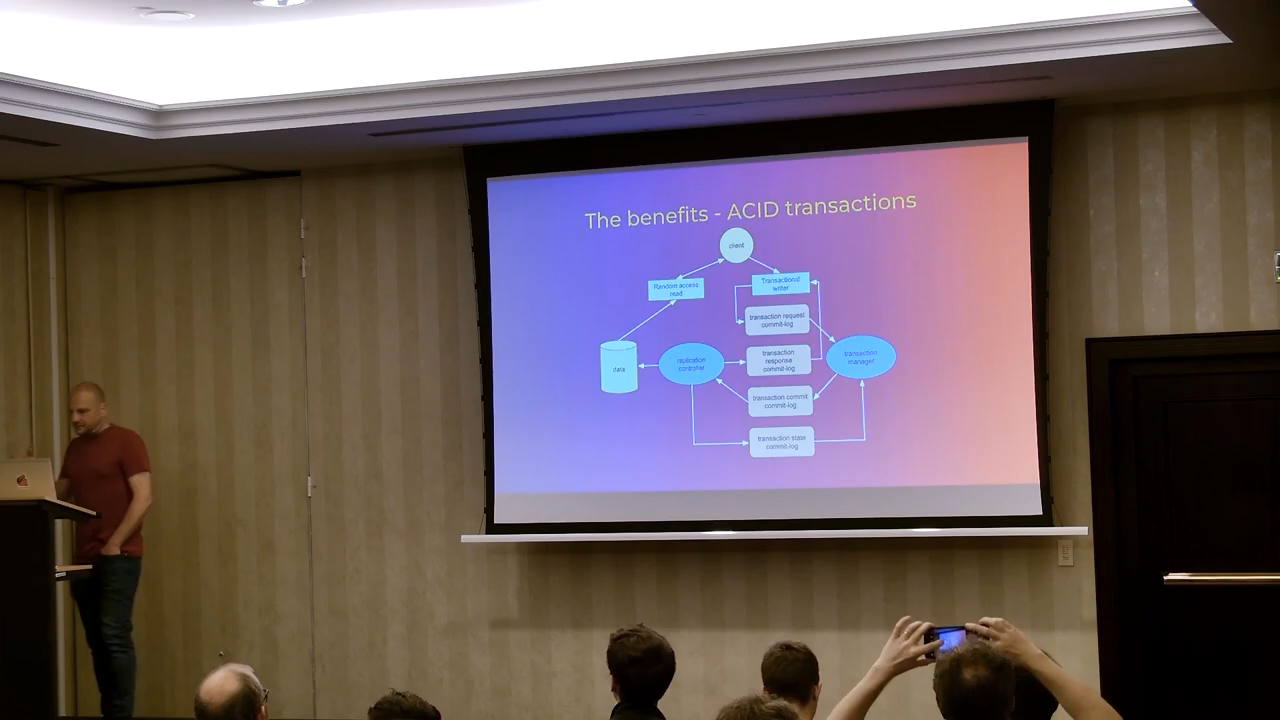 The benefits - ACID transactions
client
Random access
read
Transactional
writer
transaction request
commit-log
data
replication
controller
transaction
response
commit-log
transaction
manager
transaction commit
commit-log
transaction state
commit-log